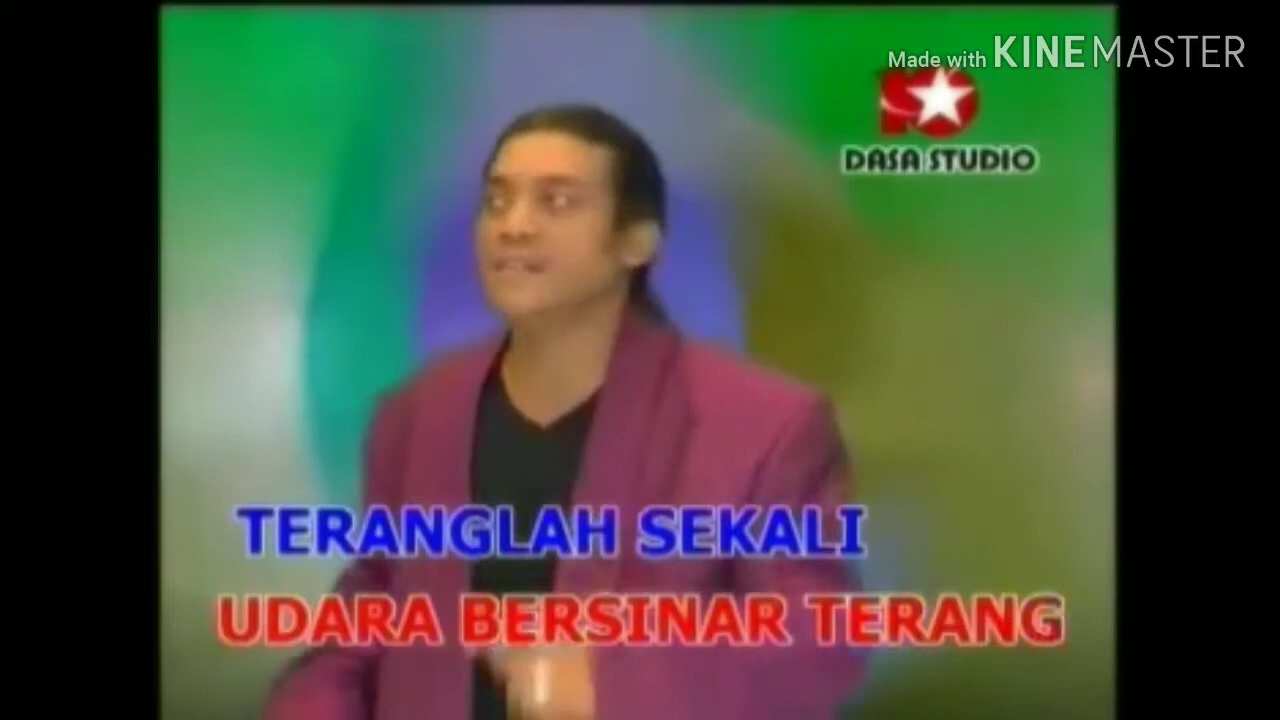 Made with KINEMASTER
DASA STUDIO
TERANGLAH SEKALI
UDARA BERSINAR TERANG